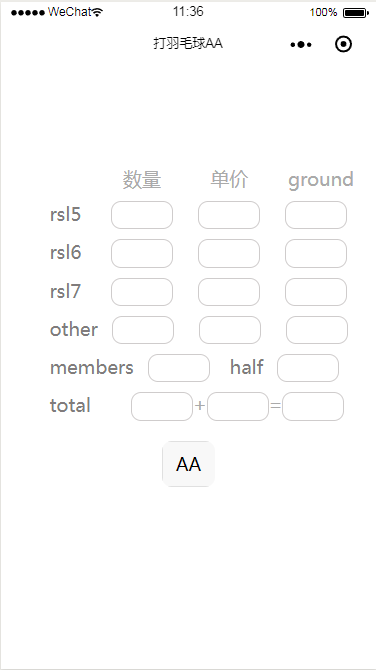 ●●●●● WeChat 11:36 100%
打羽毛球AA
数量 单价 ground
rsl5
rsl6
rsl7
other
members half
total + =
AA